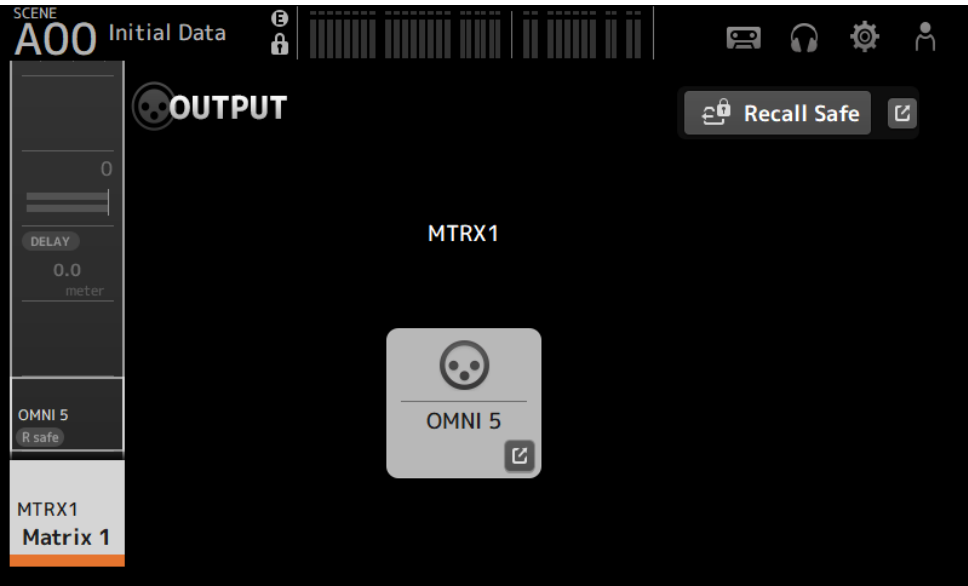 SCENE
A00 Initial Data
E
OUTPUT
Recall Safe
0
DELAY
0.0
meter
MTRX1
OMNI 5
OMNI 5
R safe
MTRX1
Matrix 1